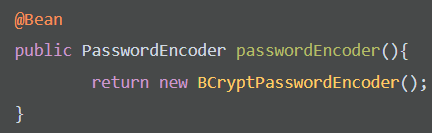 @Bean
public PasswordEncoder passwordEncoder(){
return new BCryptPasswordEncoder();
}